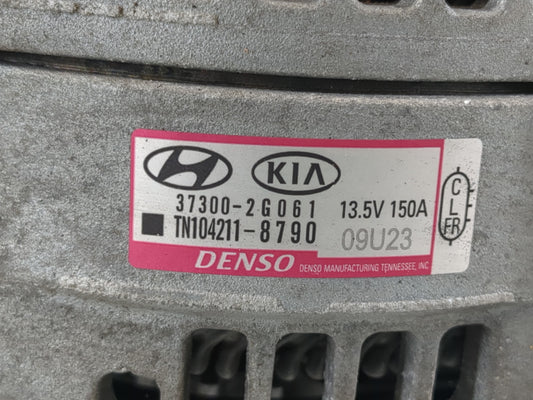 KIA
37300-2G061 13.5V 150A
TN104211-8790 09U23
DENSO DENSO MANUFACTURING TENNESSEE, INC
C
L
FR